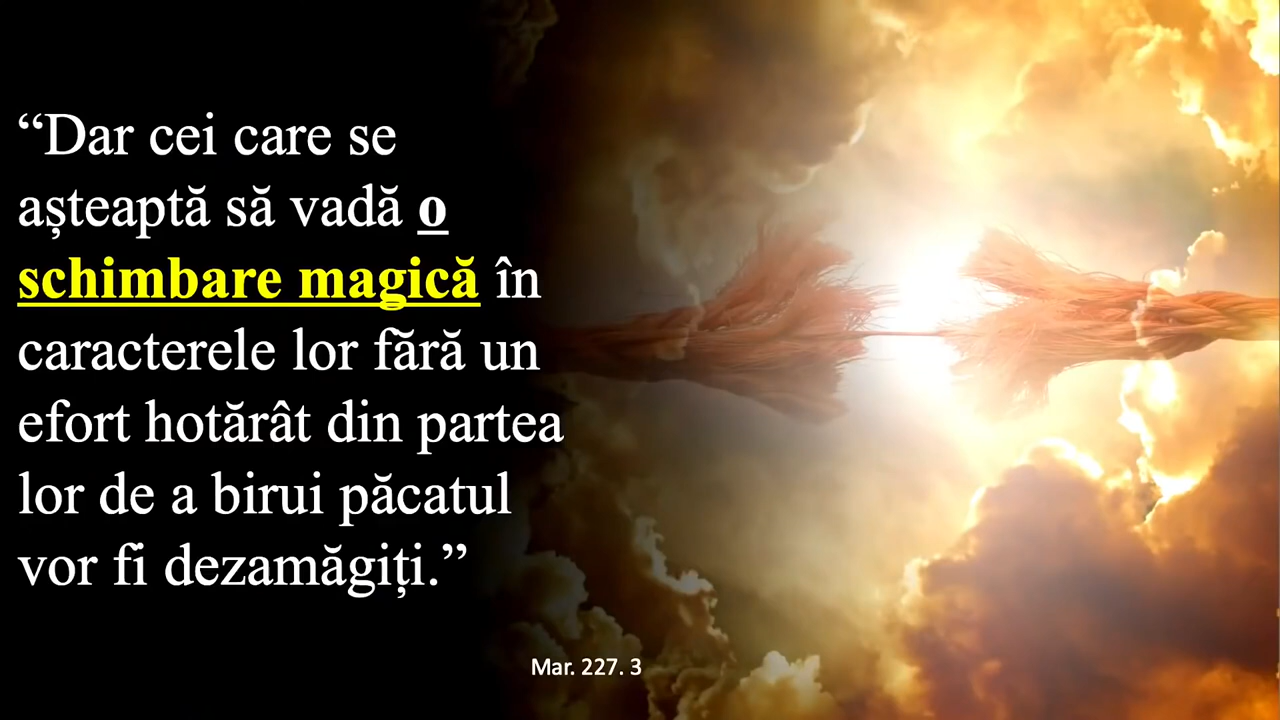 “Dar cei care se
așteaptă să vadă o
schimbare magică în
caracterele lor fără un
efort hotărât din partea
lor de a birui păcatul
vor fi dezamăgiți.”
Mar. 227. 3